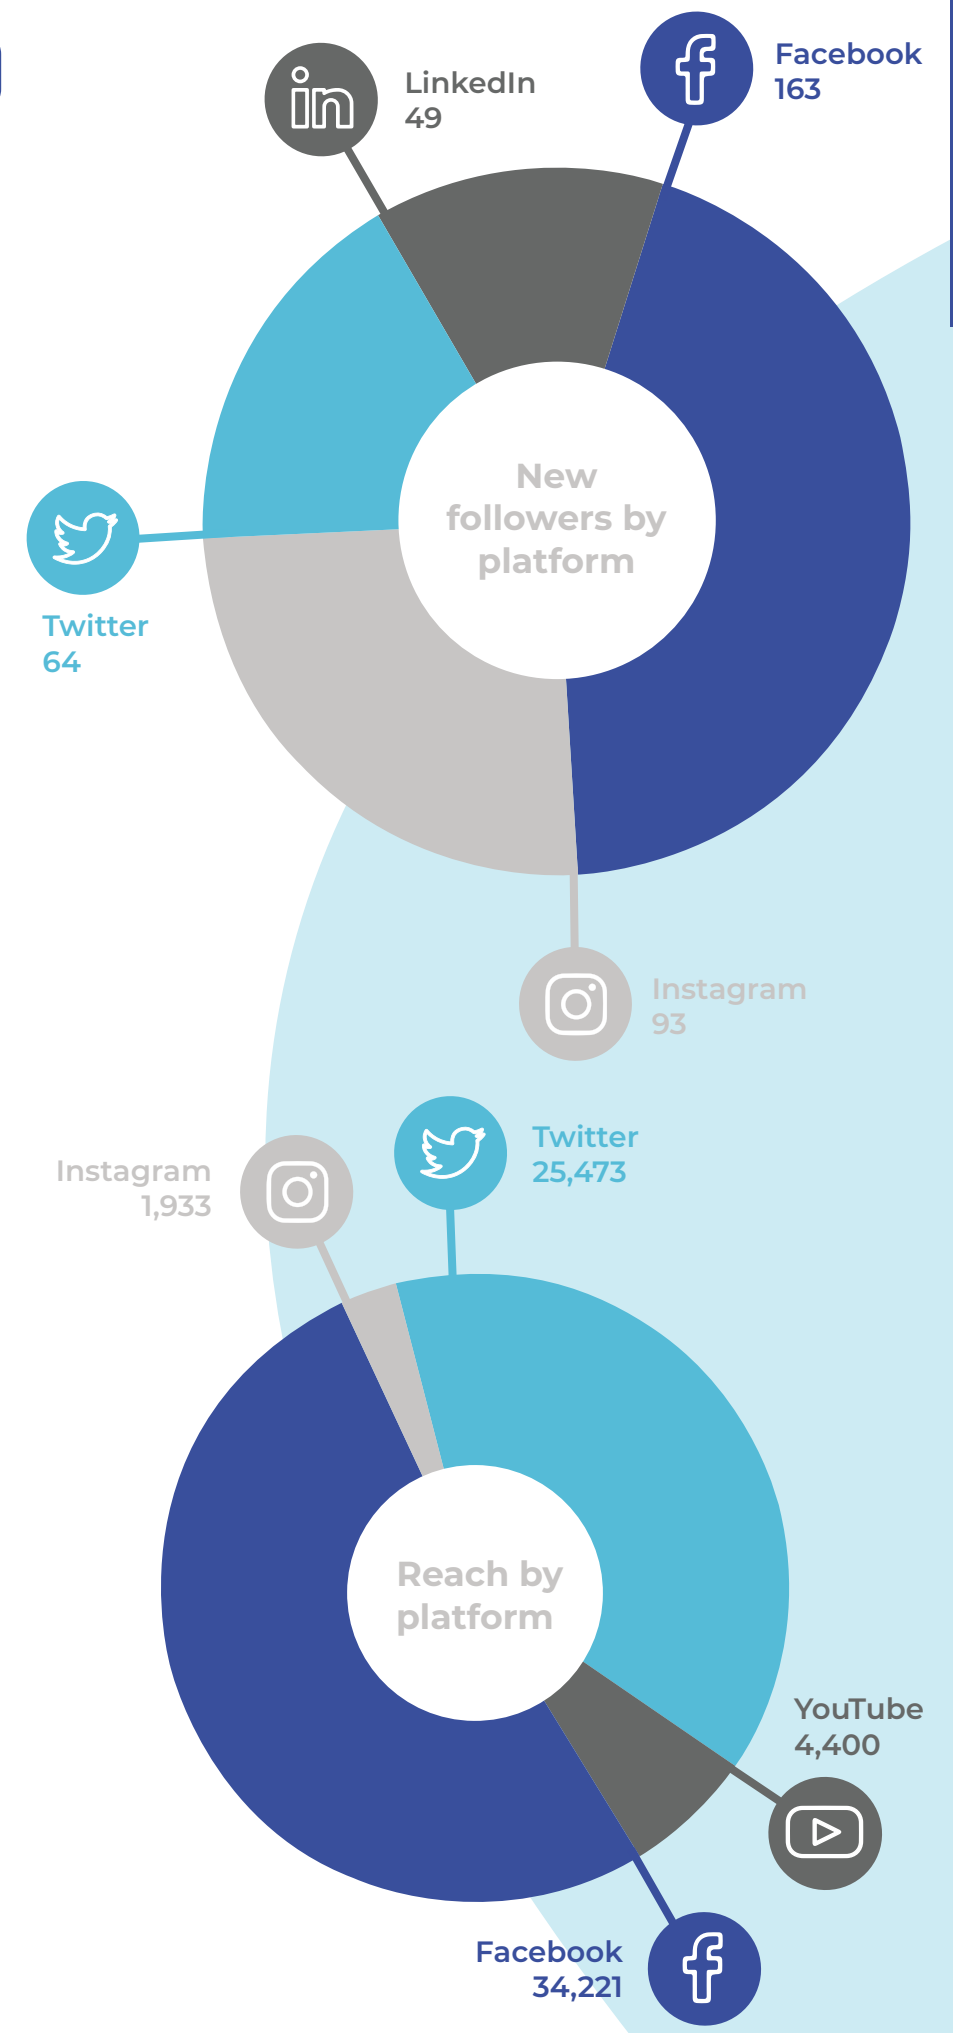 LinkedIn
49
Facebook
163
New
followers by
platform
Twitter
64
Instagram
93
Twitter
25,473
Instagram
1,933
Reach by
platform
YouTube
4,400
Facebook
34,221